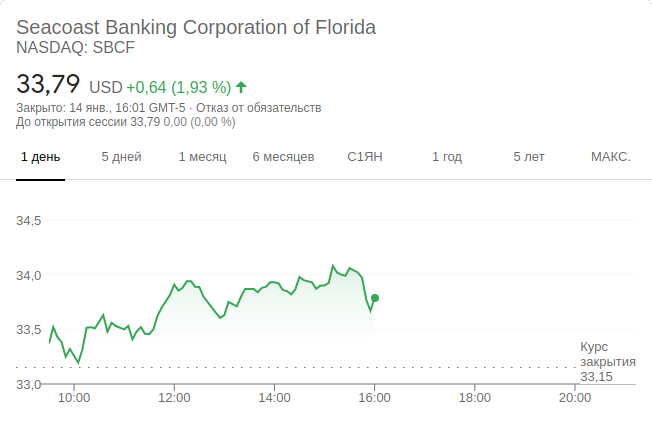 Seacoast Banking Corporation of Florida
NASDAQ: SBCF
33,79 USD +0,64 (1,93 %)
Закрыто: 14 янв., 16:01 GMT-5 · Отказ от обязательств
До открытия сессии 33,79 0,00 (0,00 %)
1 день 5 дней 1 месяц 6 месяцев С1ЯН 1 год 5 лет МАКС.
34,5
34,0
33,5
Курс
закрытия
33,15
33,0
10:00 12:00 14:00 16:00 18:00 20:00